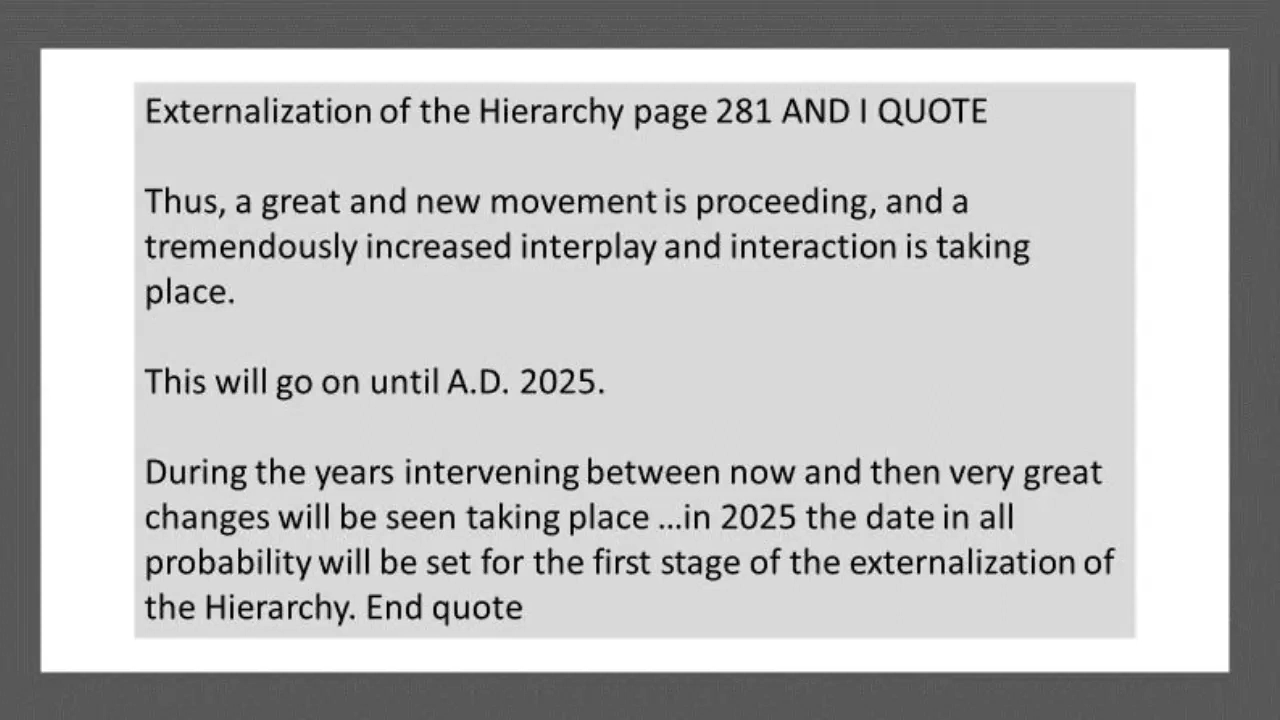 Externalization of the Hierarchy page 281 AND I QUOTE
Thus, a great and new movement is proceeding, and a
tremendously increased interplay and interaction is taking
place.
This will go on until A.D. 2025.
During the years intervening between now and then very great
changes will be seen taking place ...in 2025 the date in all
probability will be set for the first stage of the externalization of
the Hierarchy. End quote